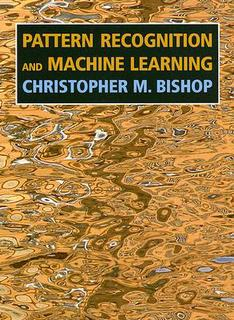 PATTERN RECOGNITION
AND MACHINE LEARNING
CHRISTOPHER M. BISHOP